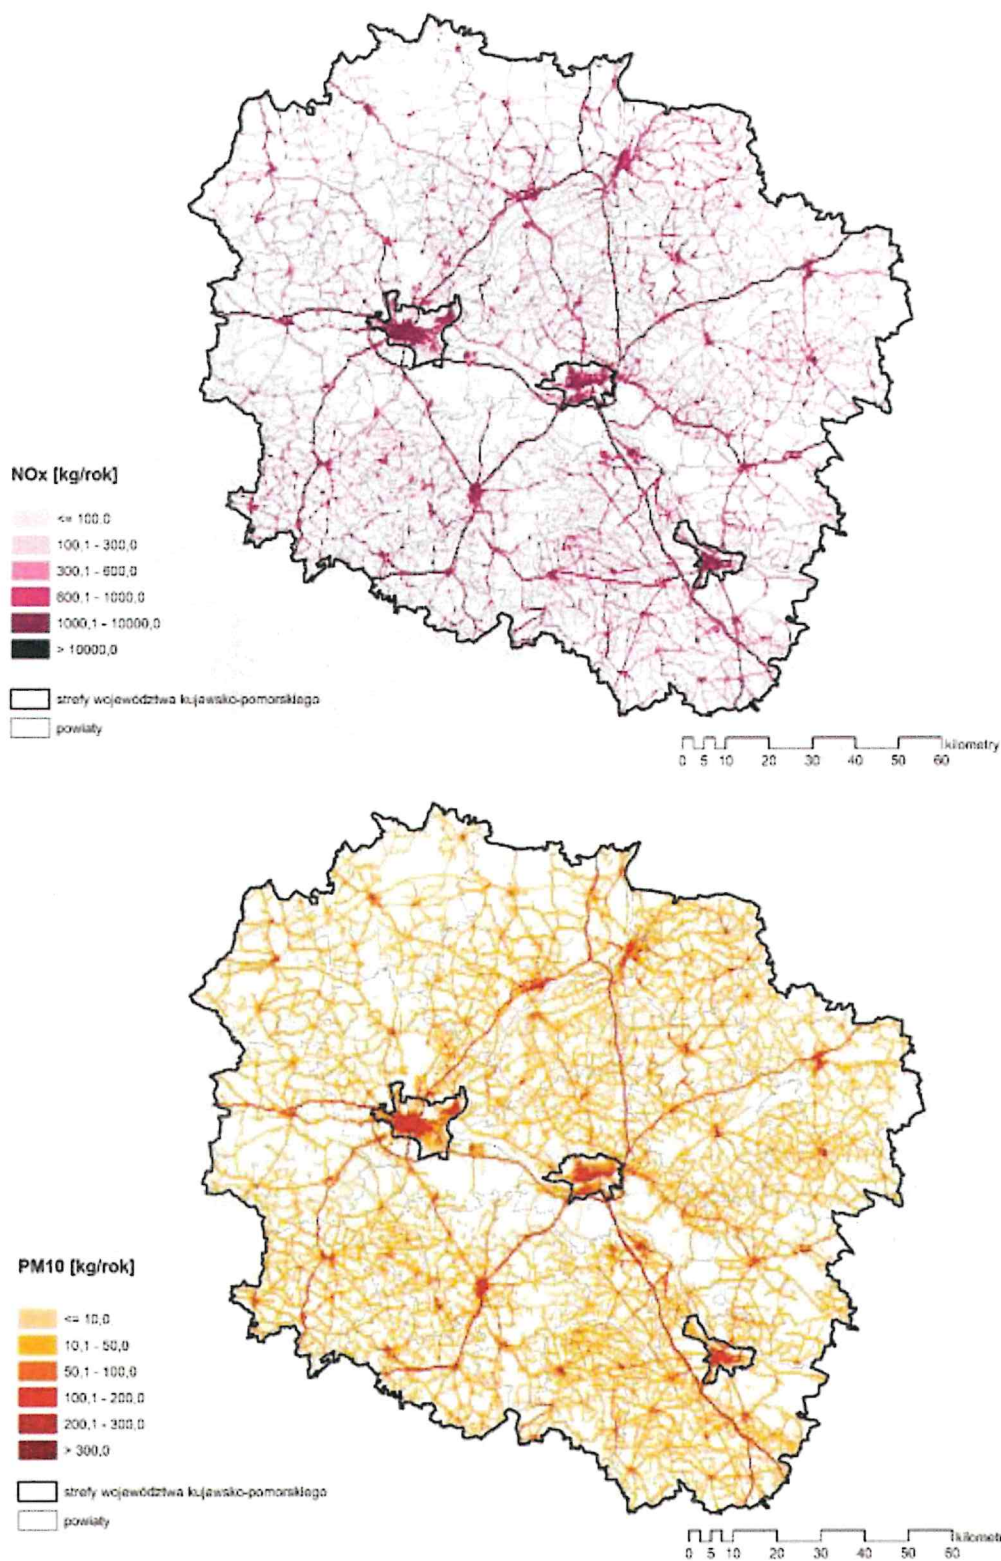 NOx [kg/rok]
<= 100,0
100,1 - 300,0
300,1 - 600,0
600,1 - 1000,0
1000,1 - 10000,0
> 10000,0
strefy województwa kujawsko-pomorskiego
powiaty
kilometry
0 5 10 20 30 40 50 60
PM10 [kg/rok]
<= 10,0
10,1 - 50,0
50,1 - 100,0
100,1 - 200,0
200,1 - 300,0
> 300,0
strefy województwa kujawsko-pomorskiego
powiaty
kilometr
0 5 10 20 30 40 50 60